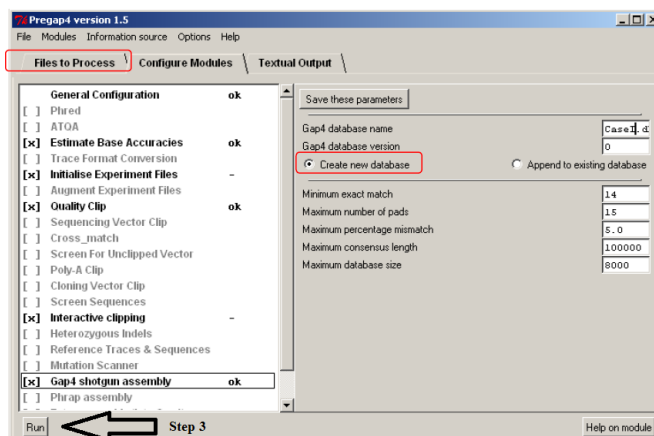 Pregap4 version 1.5
File Modules Information source Options Help
Files to Process Configure Modules Textual Output
General Configuration ok
[ ] Phred
[ ] ATQA
[x] Estimate Base Accuracies ok
[ ] Trace Format Conversion
[x] Initialise Experiment Files -
[ ] Augment Experiment Files
[x] Quality Clip ok
[ ] Sequencing Vector Clip
[ ] Cross_match
[ ] Screen For Unclipped Vector
[ ] Poly-A Clip
[ ] Cloning Vector Clip
[ ] Screen Sequences
[x] Interactive clipping -
[ ] Heterozygous Indels
[ ] Reference Traces & Sequences
[ ] Mutation Scanner
[x] Gap4 shotgun assembly ok
[ ] Phrap assembly
Save these parameters
Gap4 database name CaseI.d
Gap4 database version 0
Create new database Append to existing database
Minimum exact match 14
Maximum number of pads 15
Maximum percentage mismatch 5.0
Maximum consensus length 100000
Maximum database size 8000
Run Step 3 Help on module